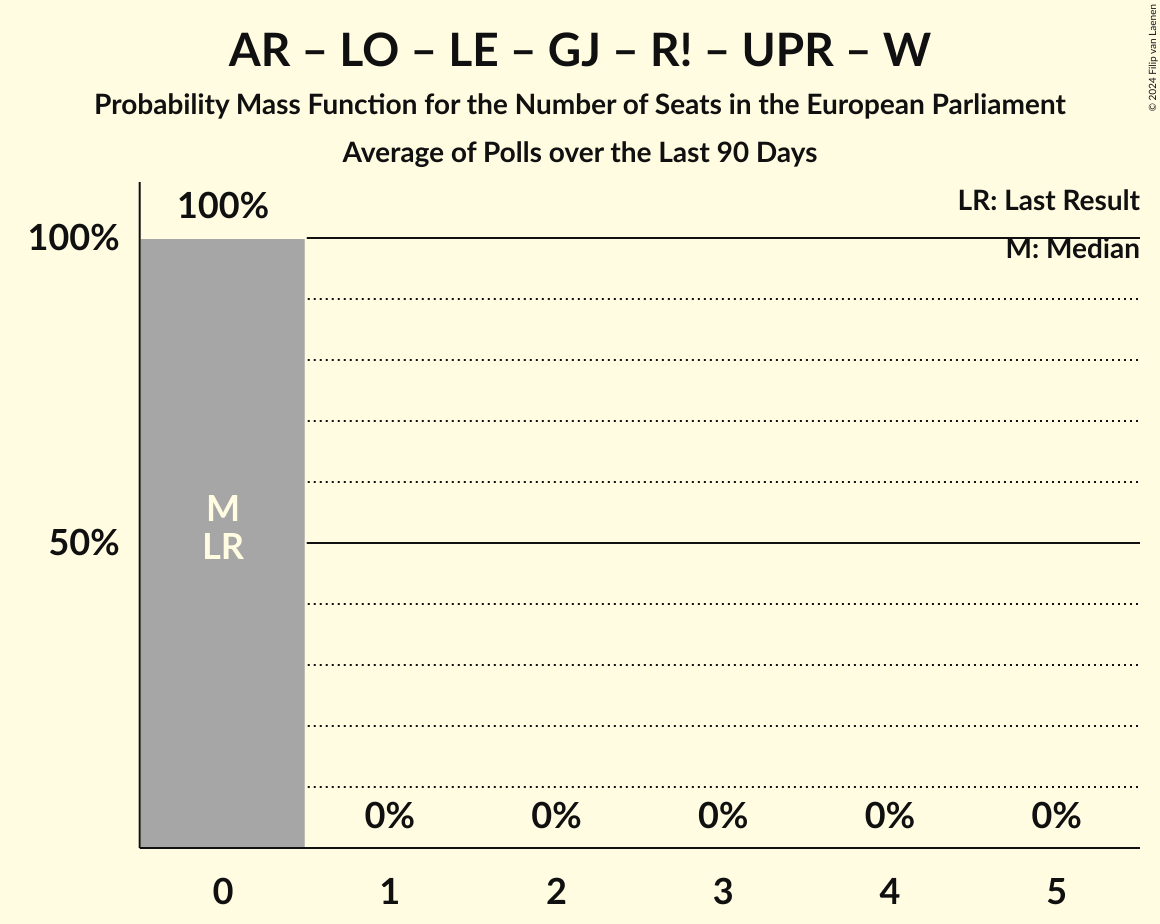 AR – LO – LE – GJ – R! – UPR – W
Probability Mass Function for the Number of Seats in the European Parliament
Average of Polls over the Last 90 Days
© 2024 Filip van Laenen
LR: Last Result
M: Median
100%
100%
50%
M
LR
0% 0% 0% 0% 0%
0 1 2 3 4 5